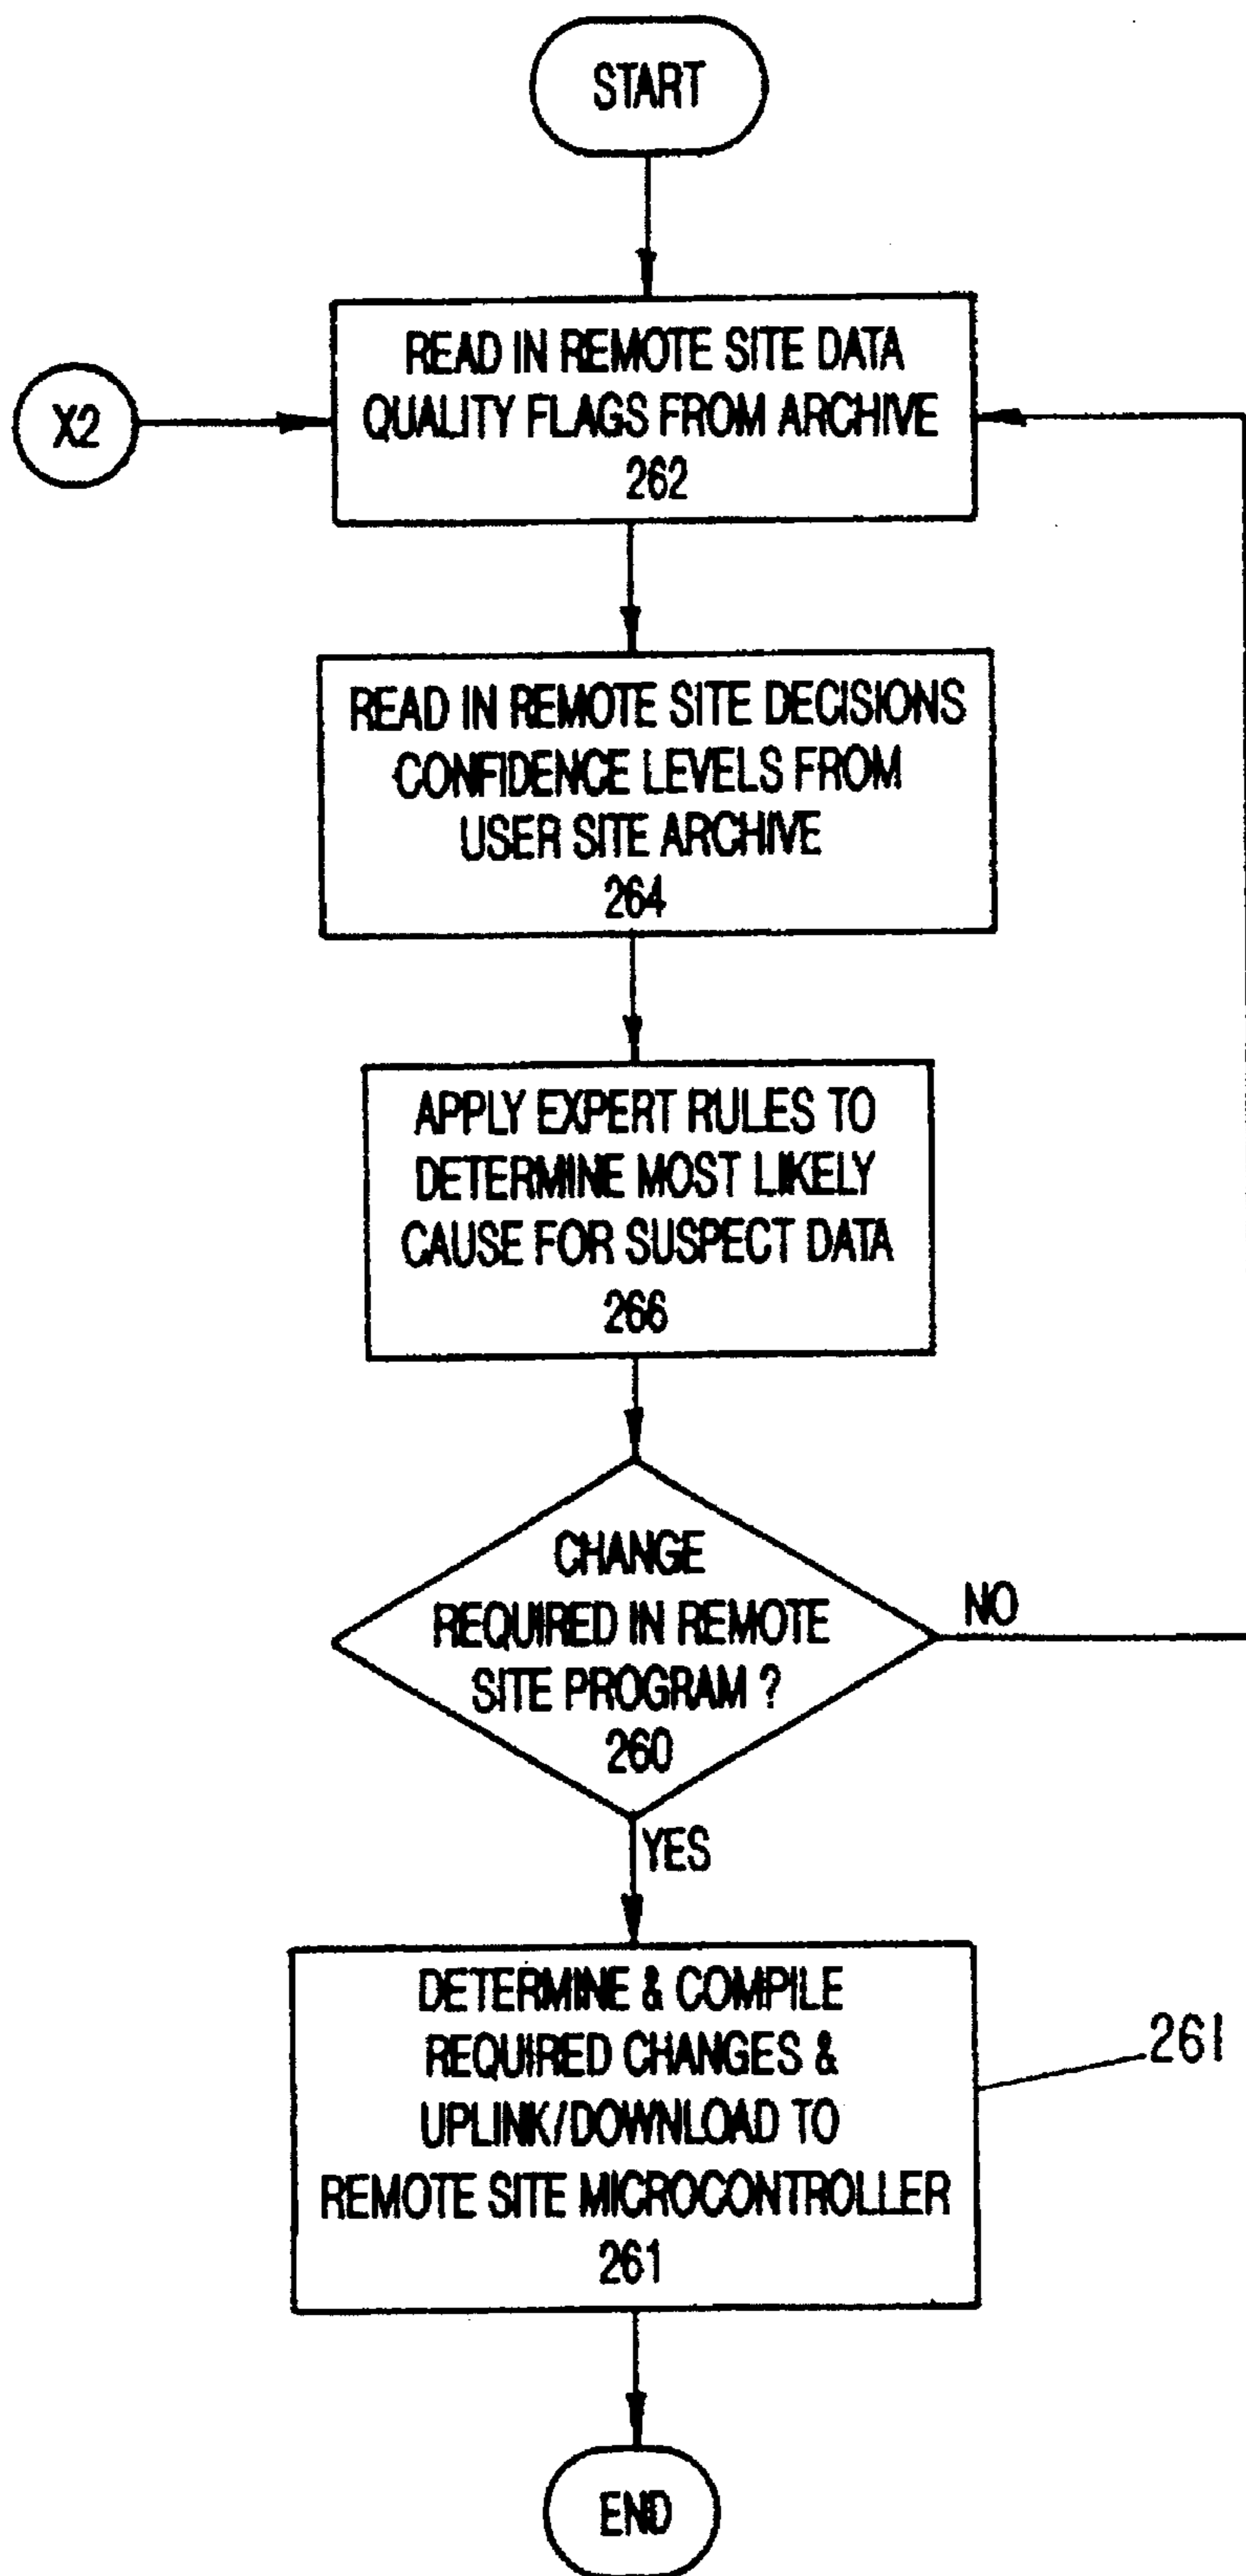 START
X2
READ IN REMOTE SITE DATA
QUALITY FLAGS FROM ARCHIVE
262
READ IN REMOTE SITE DECISIONS
CONFIDENCE LEVELS FROM
USER SITE ARCHIVE
264
APPLY EXPERT RULES TO
DETERMINE MOST LIKELY
CAUSE FOR SUSPECT DATA
266
CHANGE
REQUIRED IN REMOTE
SITE PROGRAM ?
260
NO
YES
DETERMINE & COMPILE
REQUIRED CHANGES &
UPLINK/DOWNLOAD TO
REMOTE SITE MICROCONTROLLER
261
261
END